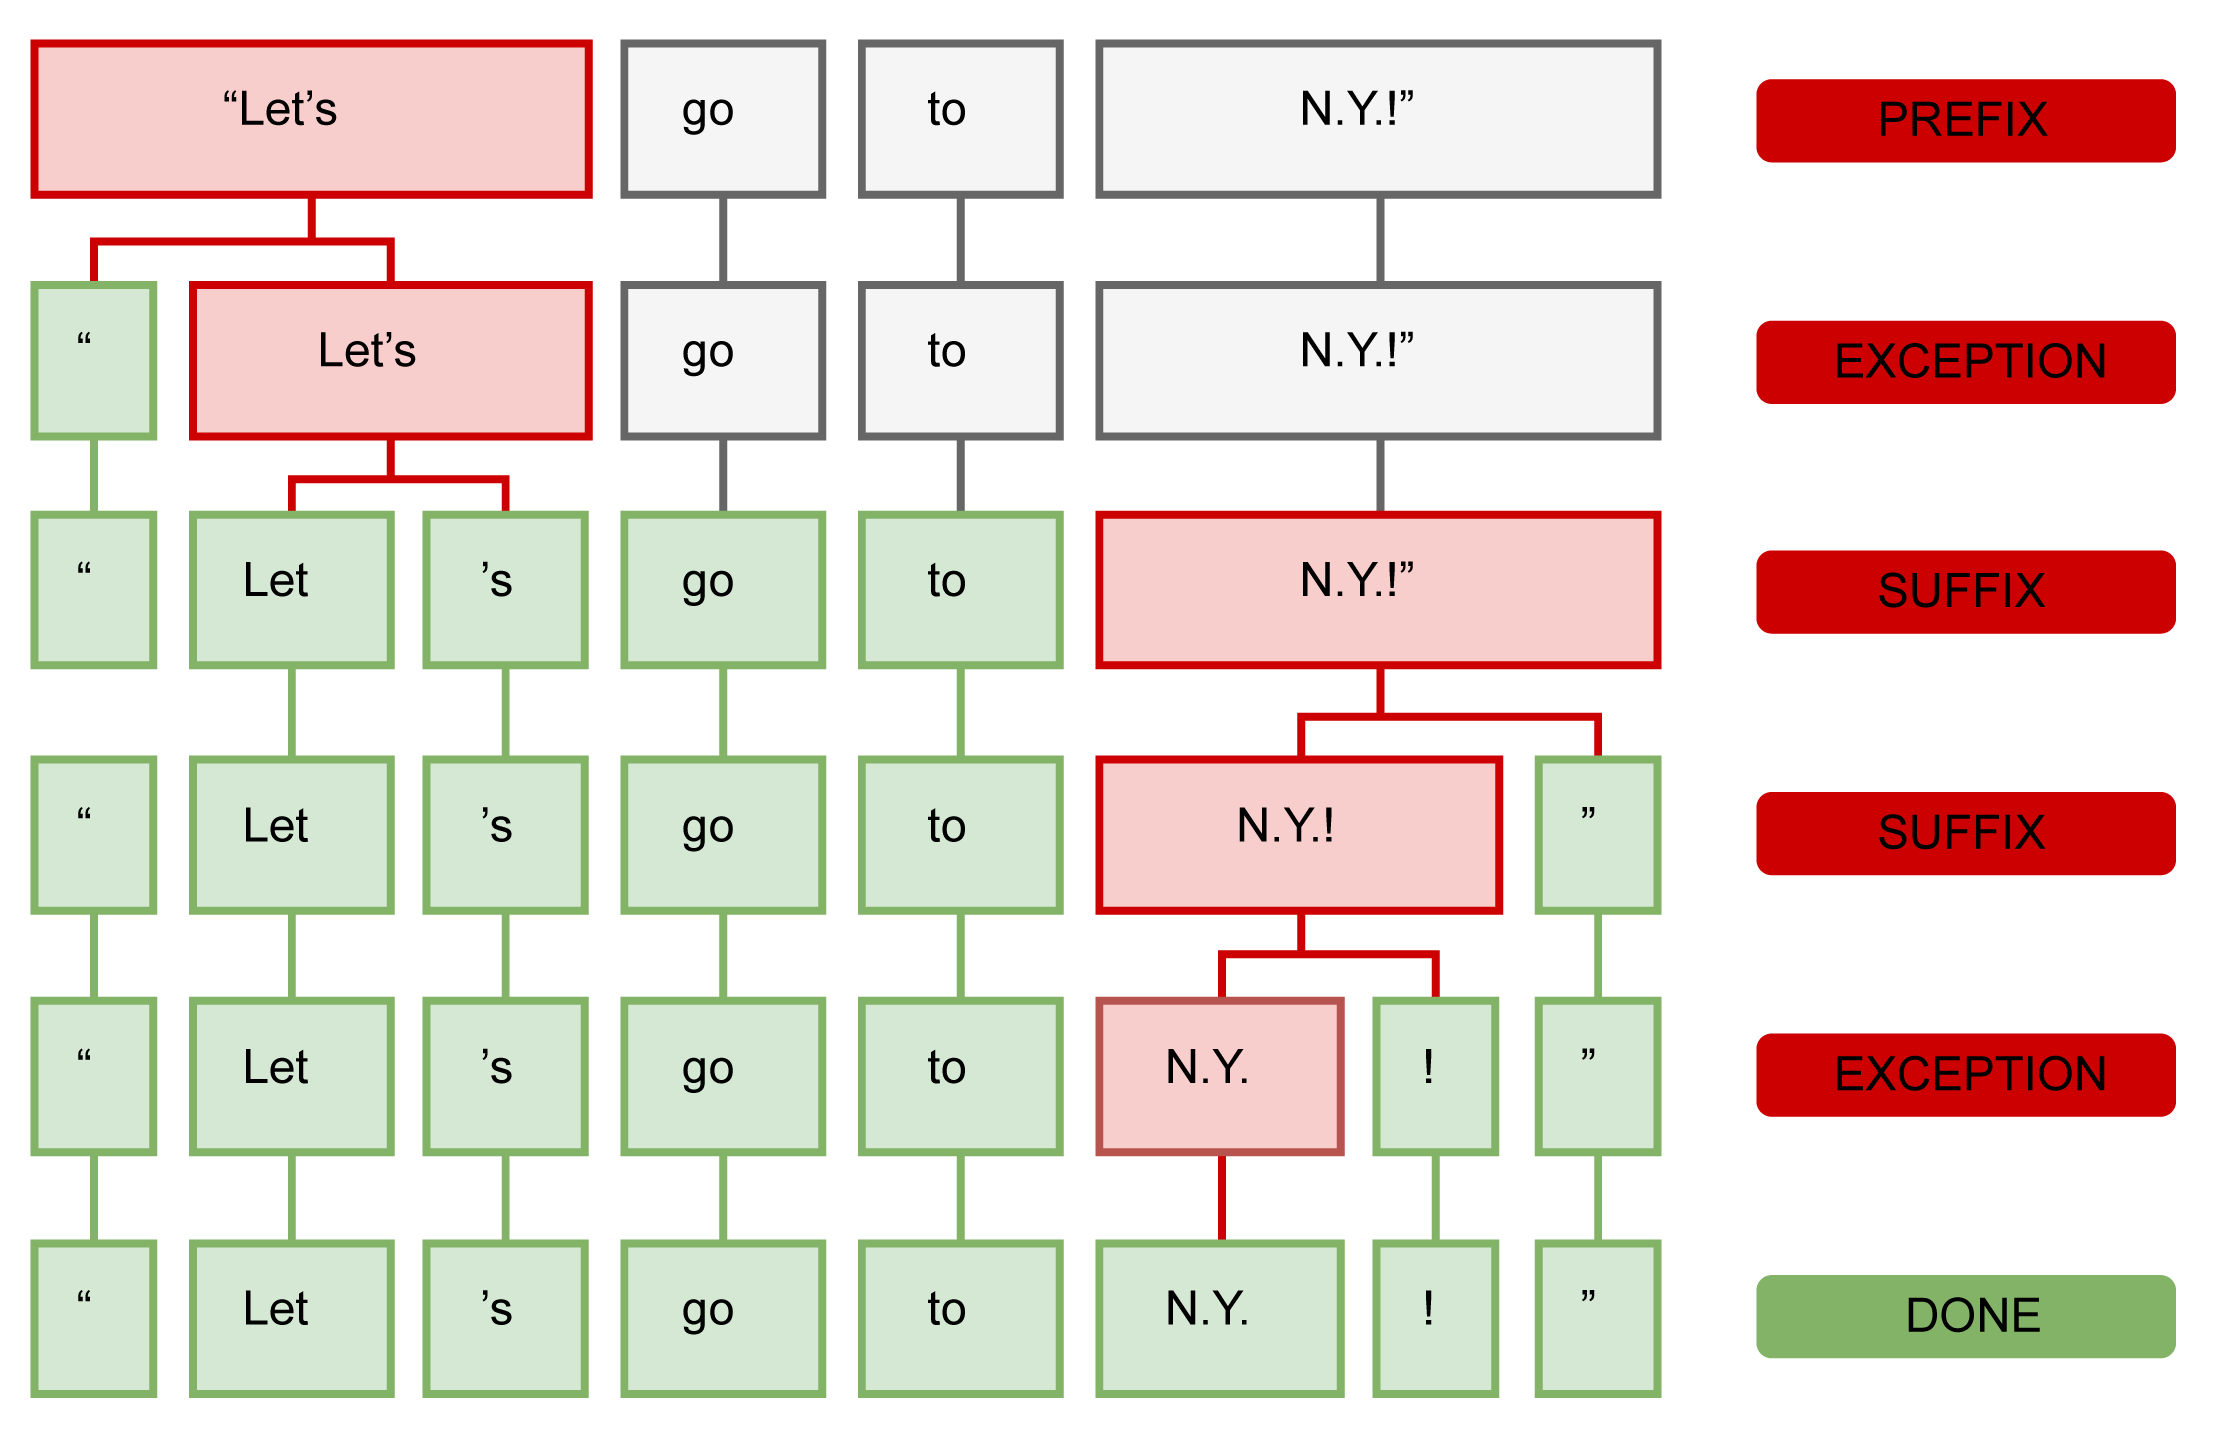 “Let’s go to N.Y.!” PREFIX
“ Let’s go to N.Y.!” EXCEPTION
“ Let ’s go to N.Y.!” SUFFIX
“ Let ’s go to N.Y.! ” SUFFIX
“ Let ’s go to N.Y. ! ” EXCEPTION
“ Let ’s go to N.Y. ! ” DONE